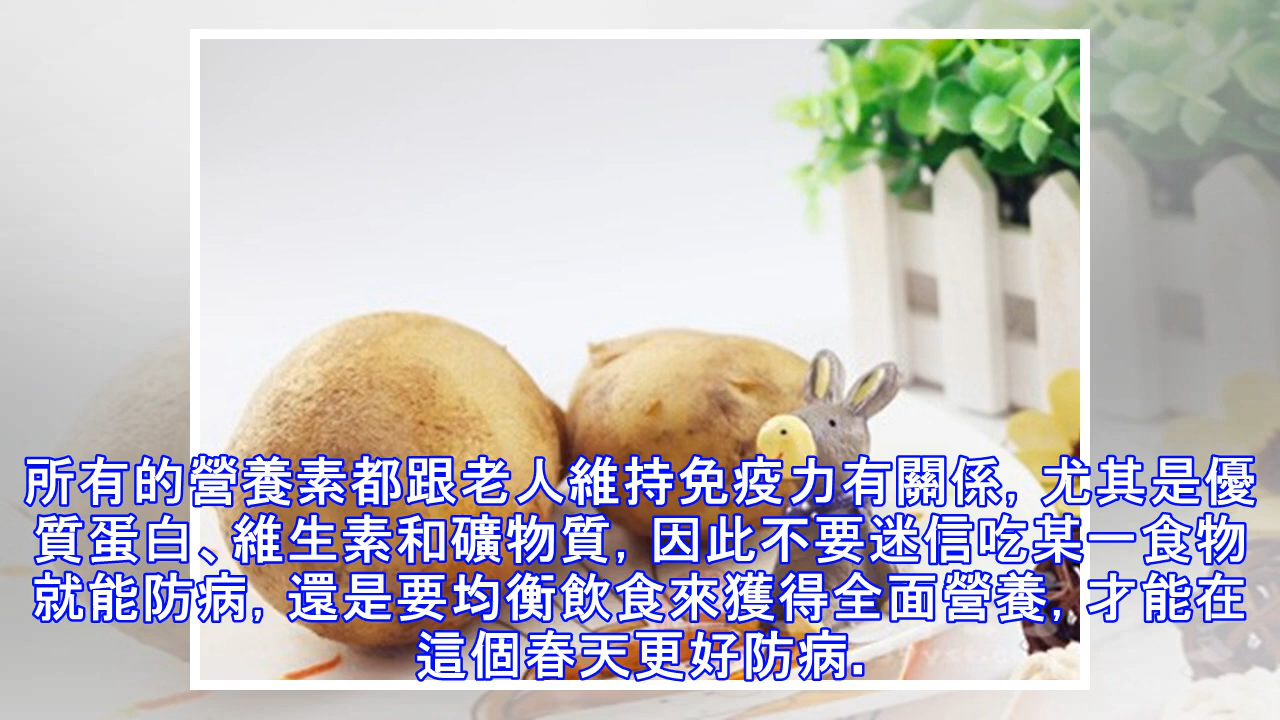 所有的營養素都跟老人維持免疫力有關係, 尤其是優
質蛋白、維生素和礦物質, 因此不要迷信吃某一食物
就能防病, 還是要均衡飲食來獲得全面營養, 才能在
這個春天更好防病.